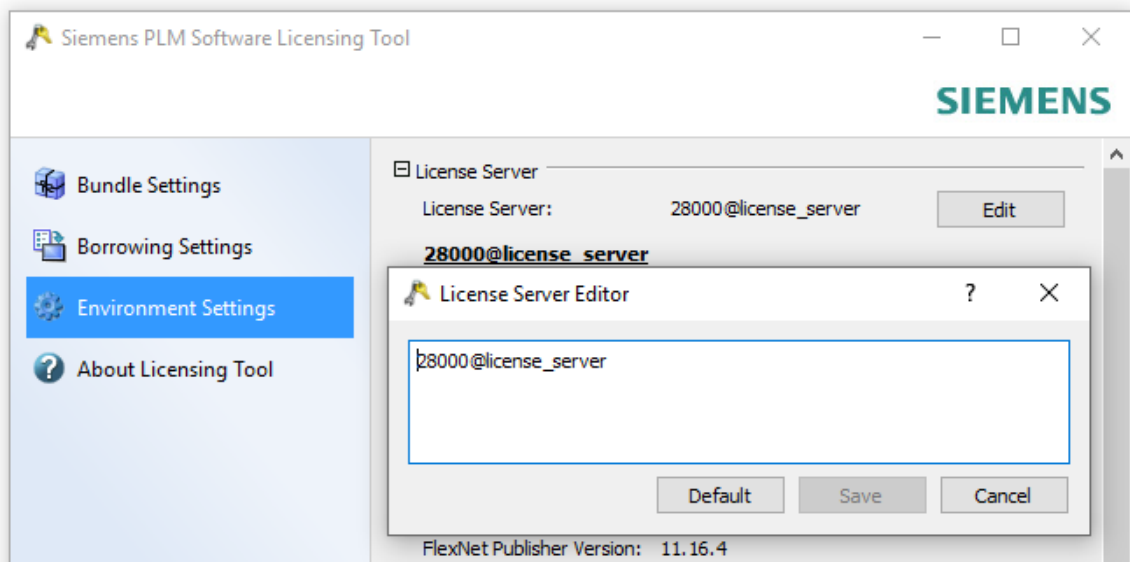 Siemens PLM Software Licensing Tool
SIEMENS
Bundle Settings
Borrowing Settings
Environment Settings
About Licensing Tool
License Server
License Server: 28000@license_server Edit
28000@license_server
License Server Editor ?
28000@license_server
Default Save Cancel
FlexNet Publisher Version: 11.16.4